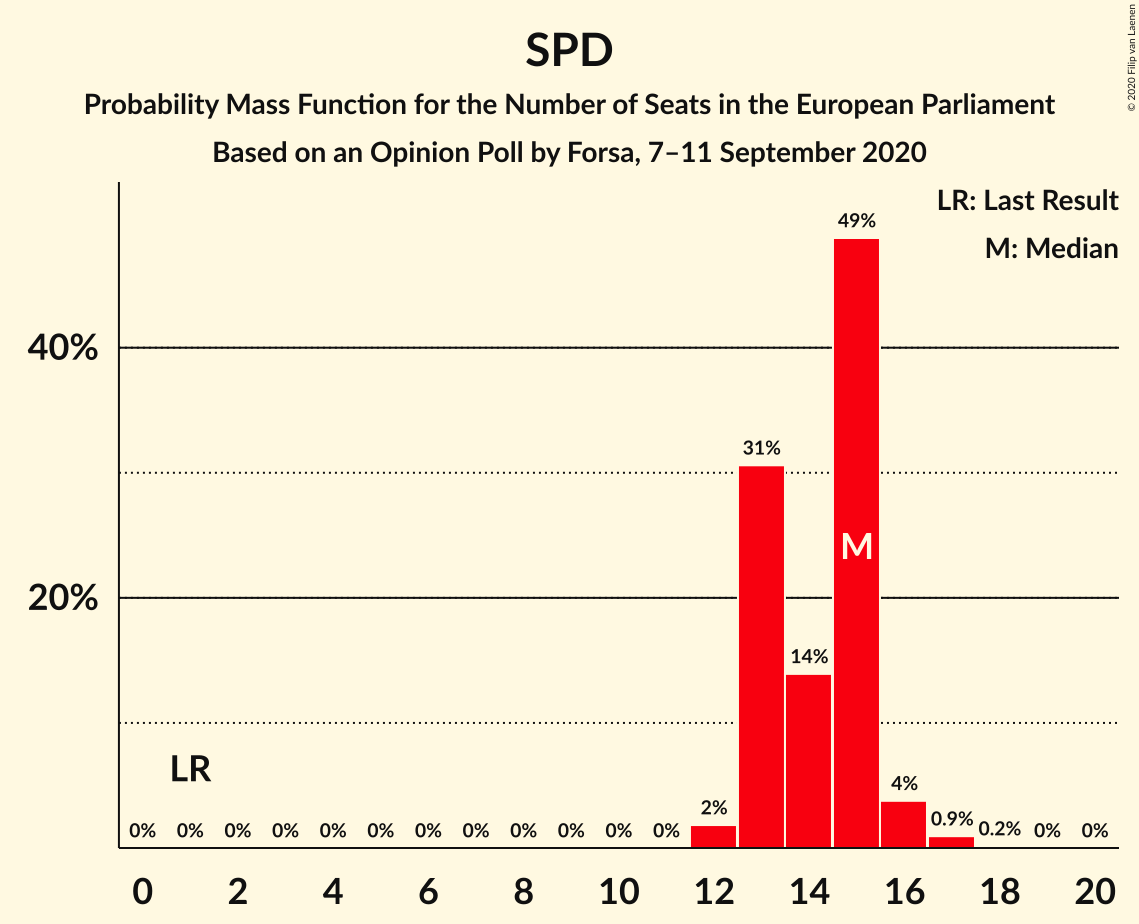 SPD
Probability Mass Function for the Number of Seats in the European Parliament
Based on an Opinion Poll by Forsa, 7–11 September 2020
© 2020 Filip van Laenen
LR: Last Result
M: Median
49%
40%
31%
M
20%
14%
LR
4%
2%
0.9%
0% 0% 0% 0% 0% 0% 0% 0% 0% 0% 0% 0% 0.2% 0% 0%
0 2 4 6 8 10 12 14 16 18 20